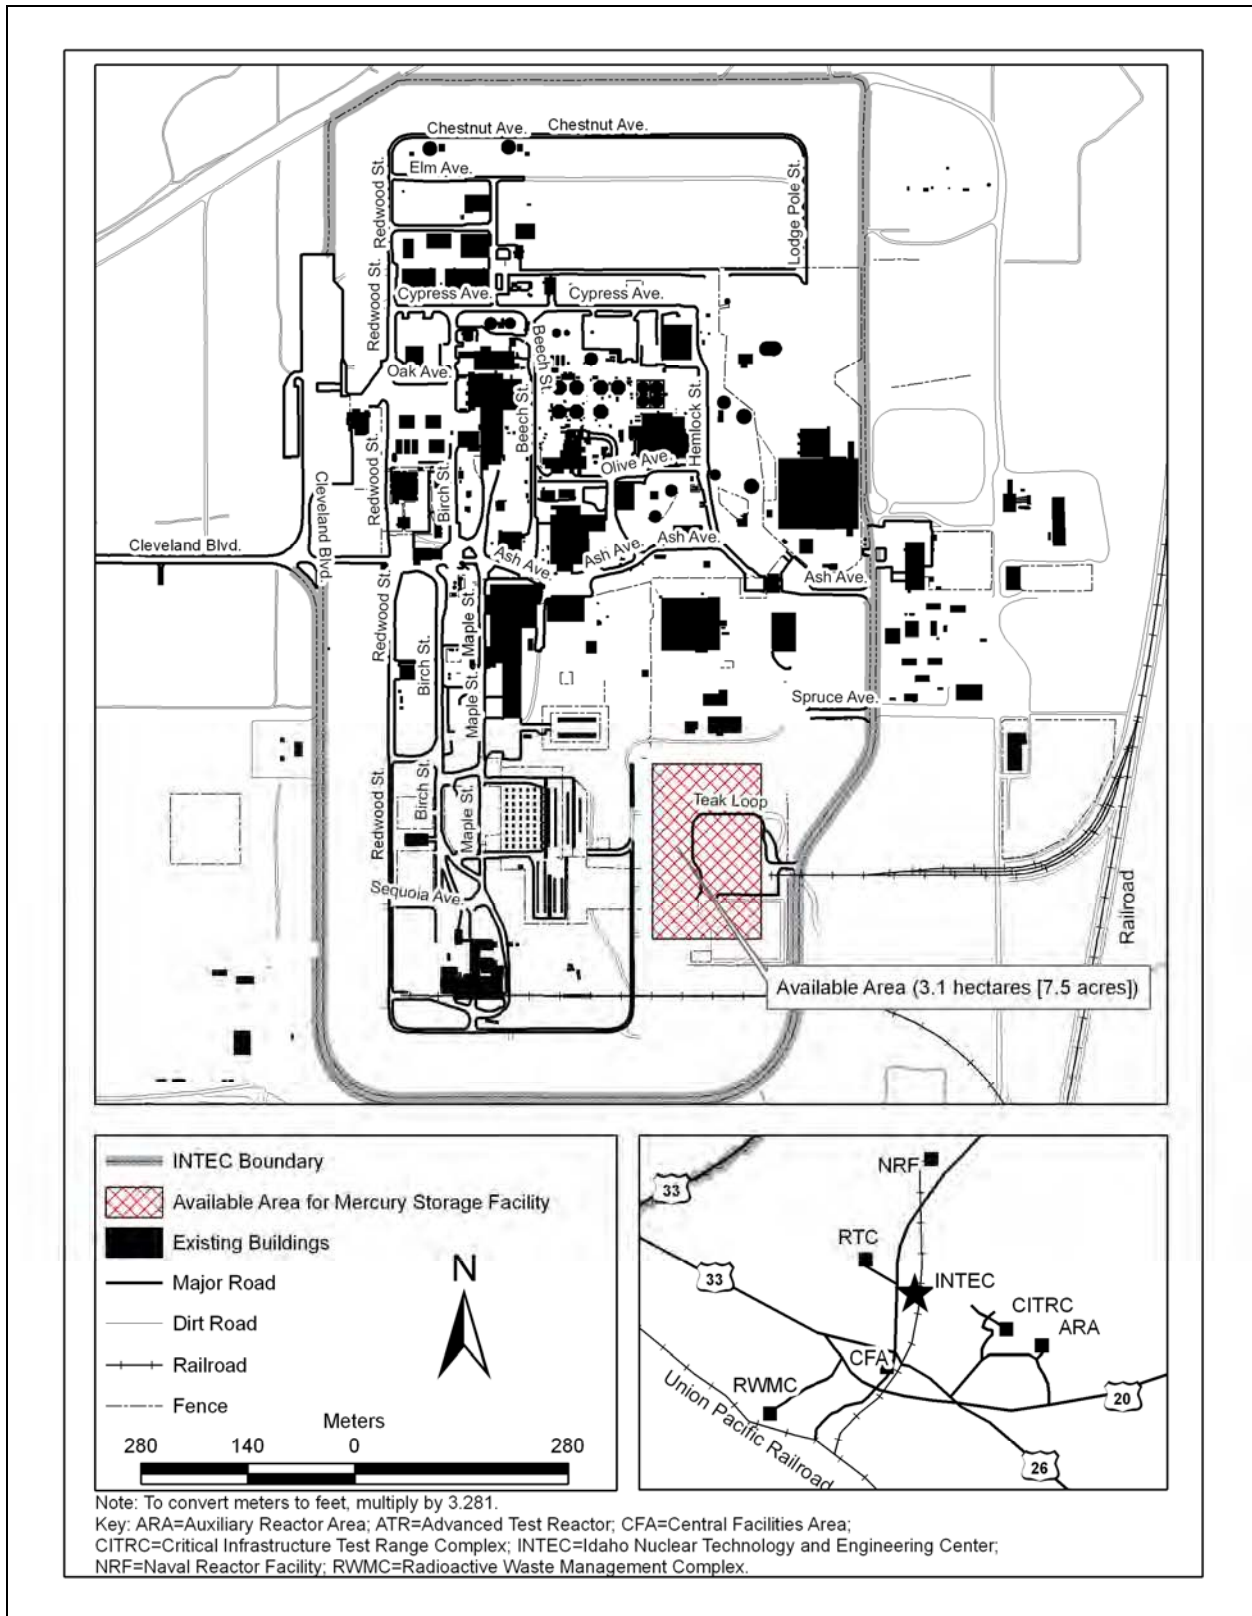 Chestnut Ave.
Chestnut Ave.
Elm Ave.
Redwood St.
Lodge Pole St.
Redwood St.
Cypress Ave.
Cypress Ave.
Beech St.
Oak Ave.
Beech St.
Hemlock St.
Redwood St.
Birch St.
Olive Ave.
Cleveland Blvd.
Cleveland Blvd.
Ash Ave.
Ash Ave.
Ash Ave.
Ash Ave.
Redwood St.
Maple St.
Birch St.
Maple St.
Spruce Ave.
Redwood St.
Birch St.
Maple St.
Teak Loop
Sequoia Ave.
Railroad
Available Area (3.1 hectares [7.5 acres])
INTEC Boundary
Available Area for Mercury Storage Facility
Existing Buildings
Major Road
Dirt Road
Railroad
Fence
N
Meters
280 140 0 280
NRF
33
RTC
33
INTEC
CITRC
ARA
CFA
RWMC
20
Union Pacific Railroad
26
Note: To convert meters to feet, multiply by 3.281.
Key: ARA=Auxiliary Reactor Area; ATR=Advanced Test Reactor; CFA=Central Facilities Area;
CITRC=Critical Infrastructure Test Range Complex; INTEC=Idaho Nuclear Technology and Engineering Center;
NRF=Naval Reactor Facility; RWMC=Radioactive Waste Management Complex.